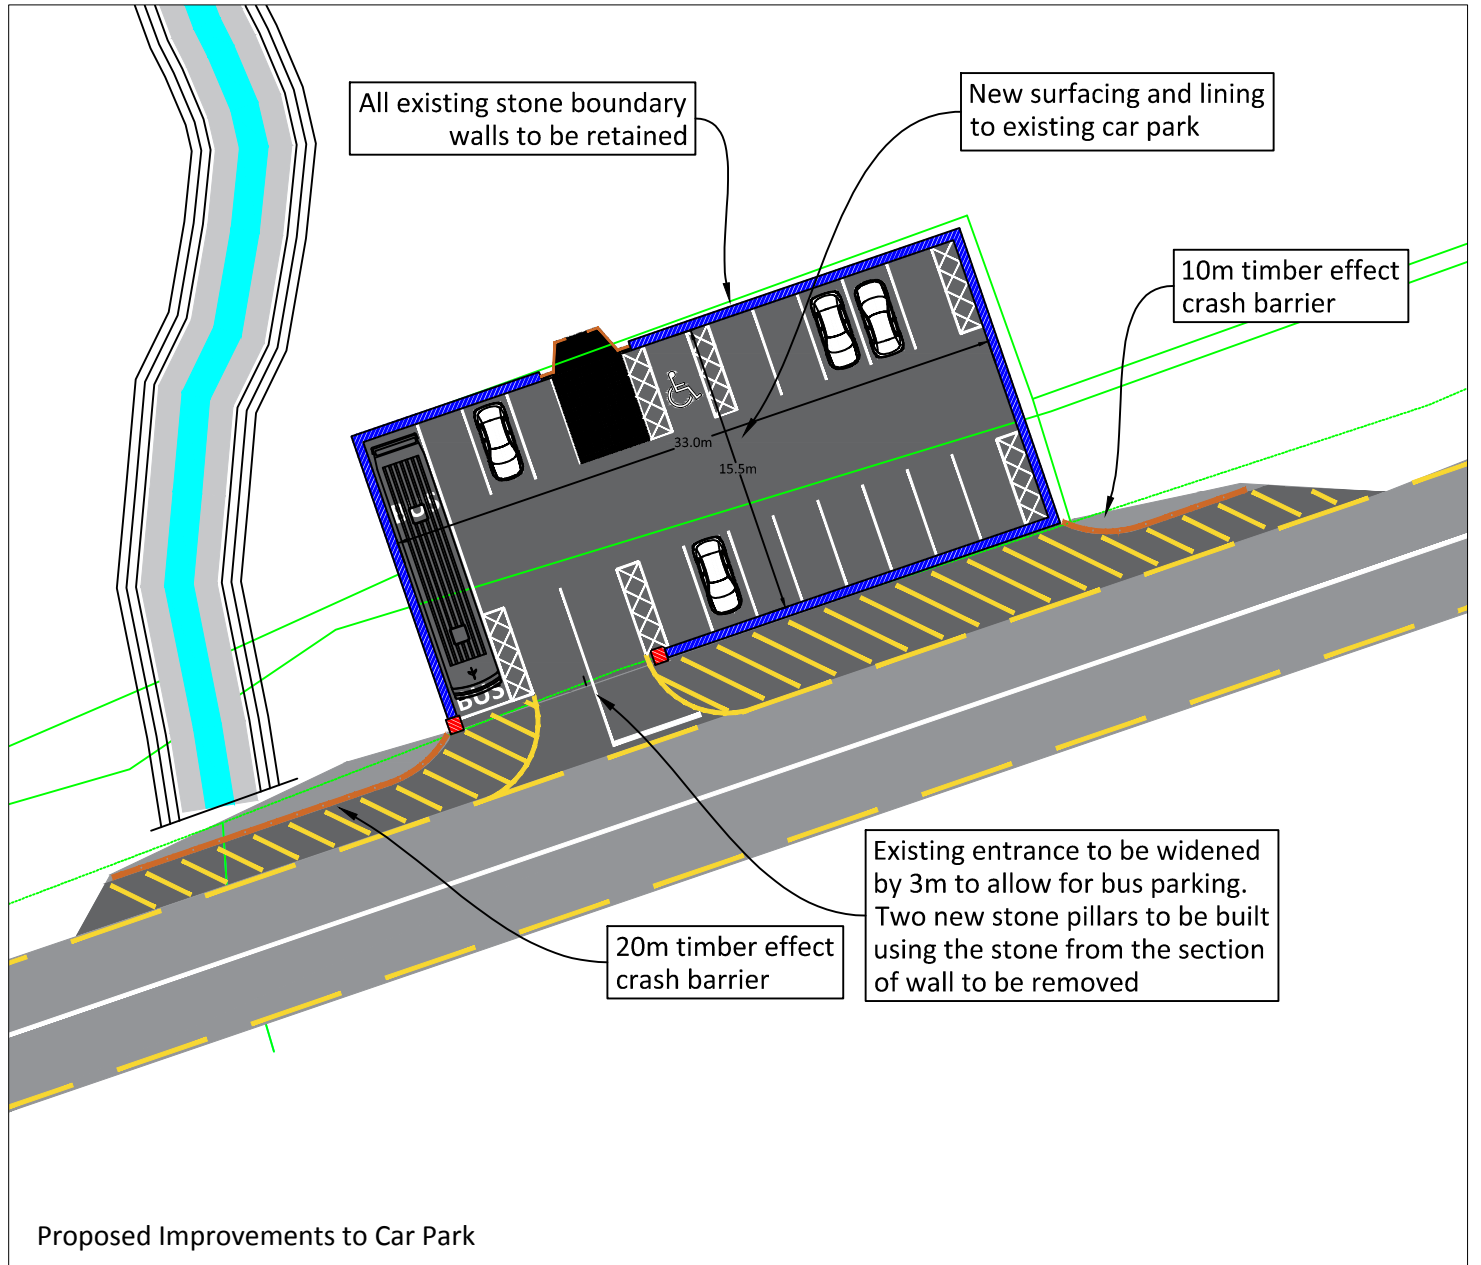 All existing stone boundary
walls to be retained
New surfacing and lining
to existing car park
10m timber effect
crash barrier
33.0m
15.5m
BUS
Existing entrance to be widened
by 3m to allow for bus parking.
Two new stone pillars to be built
using the stone from the section
of wall to be removed
20m timber effect
crash barrier
Proposed Improvements to Car Park